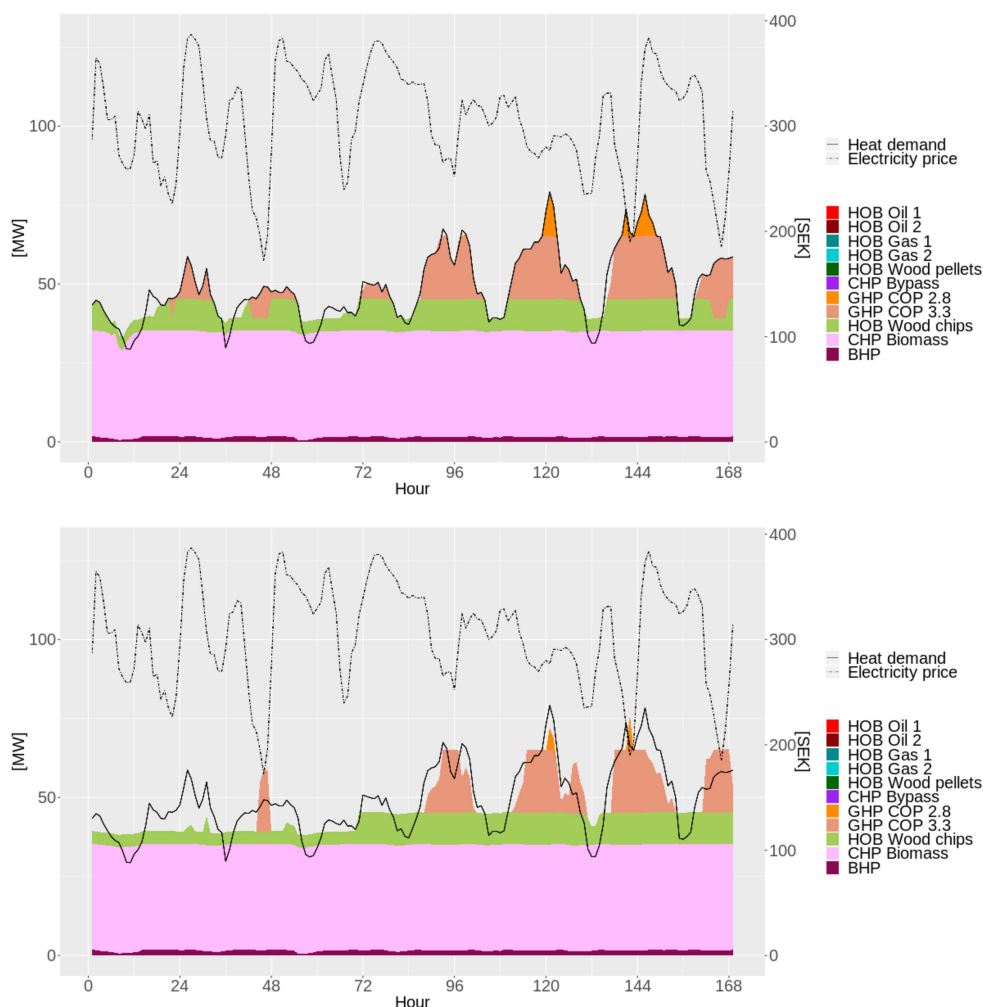 400
Heat demand
100
300
Electricity price
[MW]
[SEK]
HOB Oil 1
HOB Oil 2
200
HOB Gas 1
HOB Gas 2
HOB Wood pellets
CHP Bypass
50
GHP COP 2.8
GHP COP 3.3
HOB Wood chips
100
CHP Biomass
BHP
0
0
0 24 48 72 96 120 144 168
Hour
400
100
300
Heat demand
Electricity price
[MW]
[SEK]
HOB Oil 1
HOB Oil 2
200
HOB Gas 1
HOB Gas 2
HOB Wood pellets
CHP Bypass
50
GHP COP 2.8
GHP COP 3.3
HOB Wood chips
100
CHP Biomass
BHP
0
0
0 24 48 72 96 120 144 168
Hour